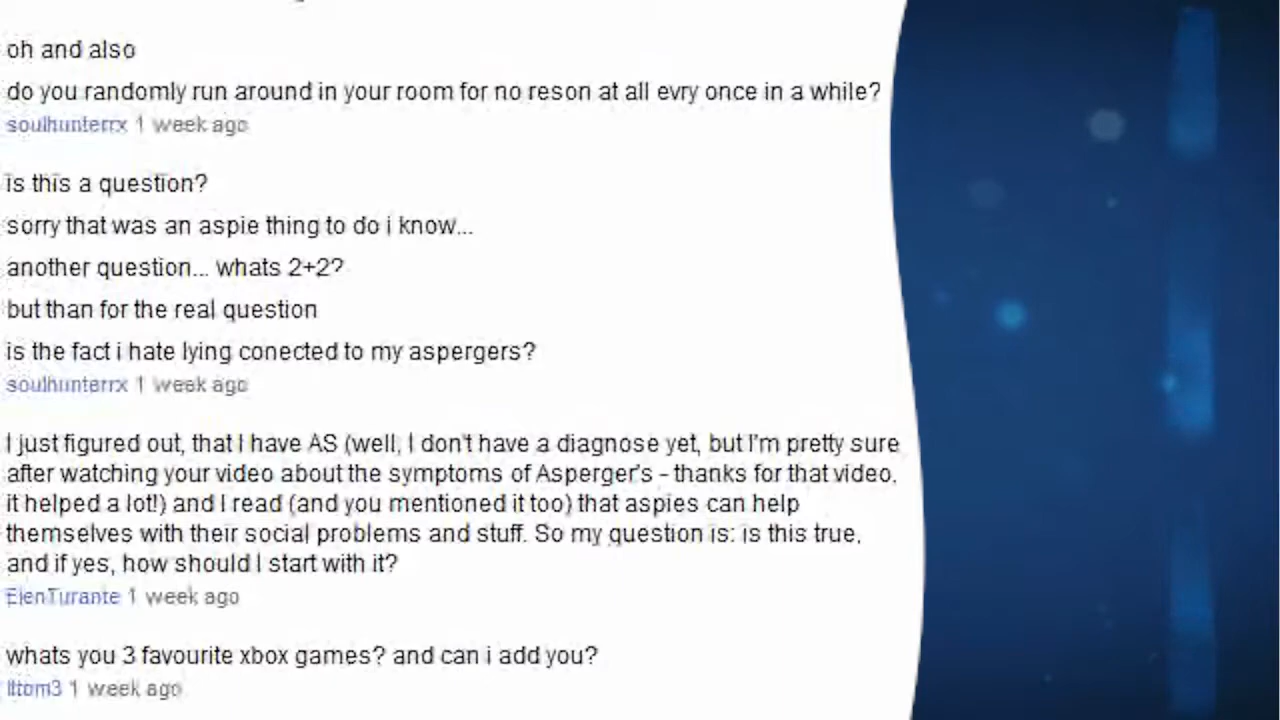 oh and also
do you randomly run around in your room for no reson at all evry once in a while?
soulhunterrx 1 week ago
is this a question?
sorry that was an aspie thing to do i know...
another question... whats 2+2?
but than for the real question
is the fact i hate lying conected to my aspergers?
soulhunterrx 1 week ago
I just figured out, that I have AS (well, I don't have a diagnose yet, but I'm pretty sure
after watching your video about the symptoms of Asperger's - thanks for that video,
it helped a lot!) and I read (and you mentioned it too) that aspies can help
themselves with their social problems and stuff. So my question is: is this true,
and if yes, how should I start with it?
ElenTurante 1 week ago
whats you 3 favourite xbox games? and can i add you?
lttom3 1 week ago